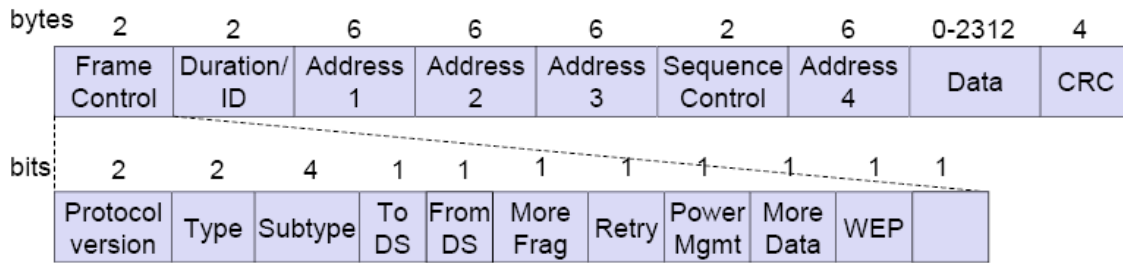 bytes 2 2 6 6 6 2 6 0-2312 4
Frame Duration/ Address Address Address Sequence Address Data CRC
Control ID 1 2 3 Control 4
bits 2 2 4 1 1 1 1 1 1 1 1
Protocol Type Subtype To From More Retry Power More WEP
version DS DS Frag Mgmt Data